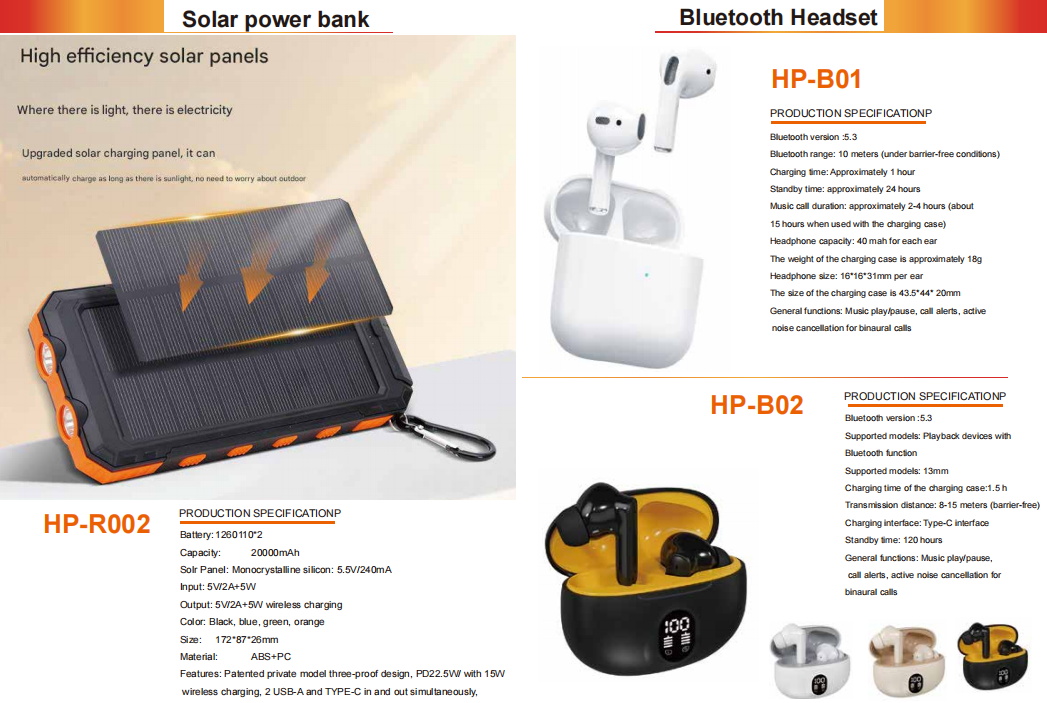 Solar power bank
High efficiency solar panels
Where there is light, there is electricity
Upgraded solar charging panel, it can
automatically charge as long as there is sunlight, no need to worry about outdoor
HP-R002
PRODUCTION SPECIFICATIONP
Battery: 1260110*2
Capacity: 20000mAh
Solr Panel: Monocrystalline silicon: 5.5V/240mA
Input: 5V/2A+5W
Output: 5V/2A+5W wireless charging
Color: Black, blue, green, orange
Size: 172*87*26mm
Material: ABS+PC
Features: Patented private model three-proof design, PD22.5W/ with 15W
wireless charging, 2 USB-A and TYPE-C in and out simultaneously,
Bluetooth Headset
HP-B01
PRODUCTION SPECIFICATIONP
Bluetooth version :5.3
Bluetooth range: 10 meters (under barrier-free conditions)
Charging time: Approximately 1 hour
Standby time: approximately 24 hours
Music call duration: approximately 2-4 hours (about
15 hours when used with the charging case)
Headphone capacity: 40 mah for each ear
The weight of the charging case is approximately 18g
Headphone size: 16*16*31mm per ear
The size of the charging case is 43.5*44* 20mm
General functions: Music play/pause, call alerts, active
noise cancellation for binaural calls
HP-B02
PRODUCTION SPECIFICATIONP
Bluetooth version :5.3
Supported models: Playback devices with
Bluetooth function
Supported models: 13mm
Charging time of the charging case:1.5 h
Transmission distance: 8-15 meters (barrier-free)
Charging interface: Type-C interface
Standby time: 120 hours
General functions: Music play/pause,
call alerts, active noise cancellation for
binaural calls
100
100
100
100